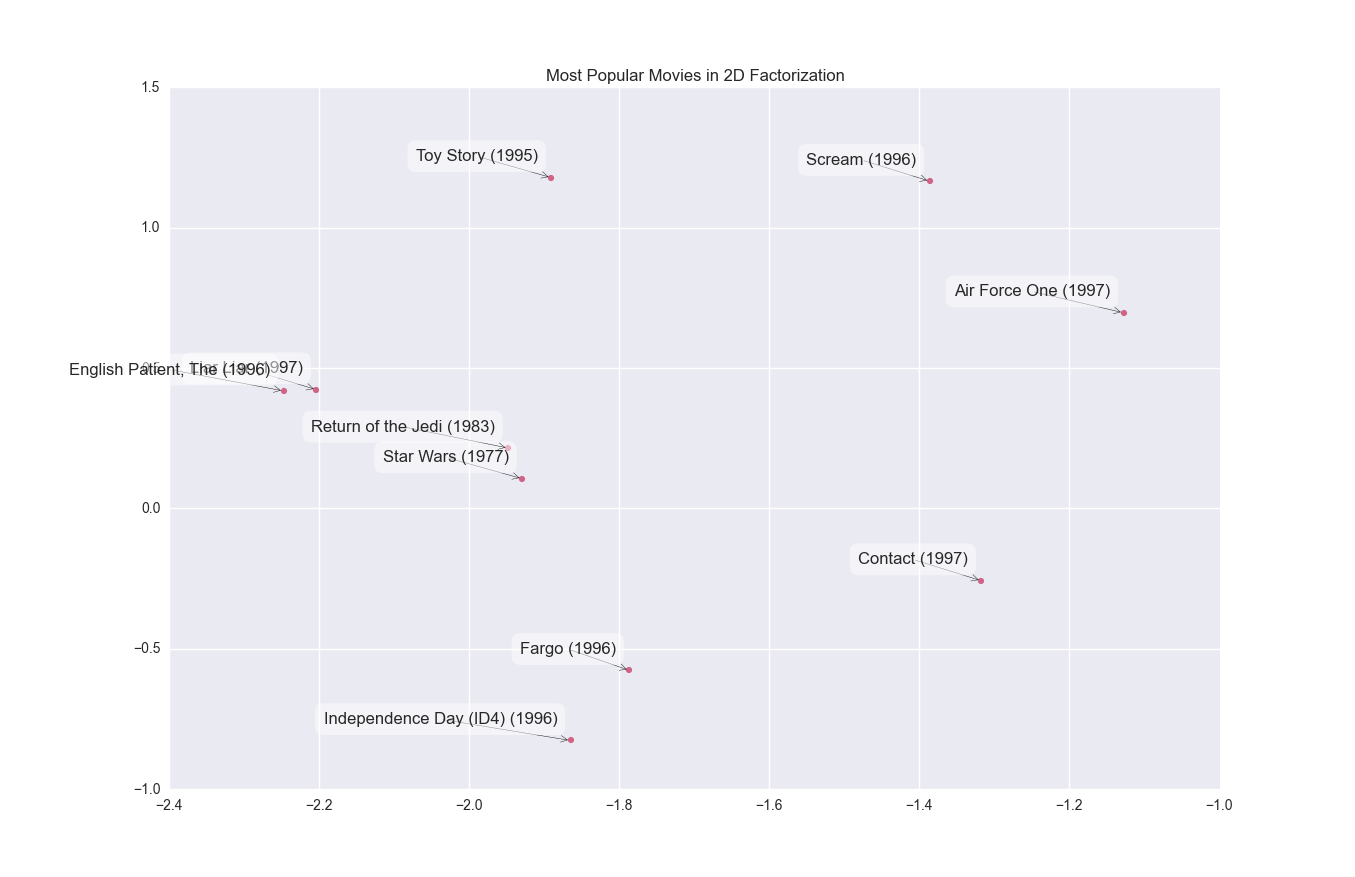 Most Popular Movies in 2D Factorization
1.5
Toy Story (1995)
Scream (1996)
1.0
Air Force One (1997)
English Patient, The (1996)
997)
Return of the Jedi (1983)
Star Wars (1977)
0.0
Contact (1997)
−0.5
Fargo (1996)
Independence Day (ID4) (1996)
−1.0
−2.4 −2.2 −2.0 −1.8 −1.6 −1.4 −1.2 −1.0